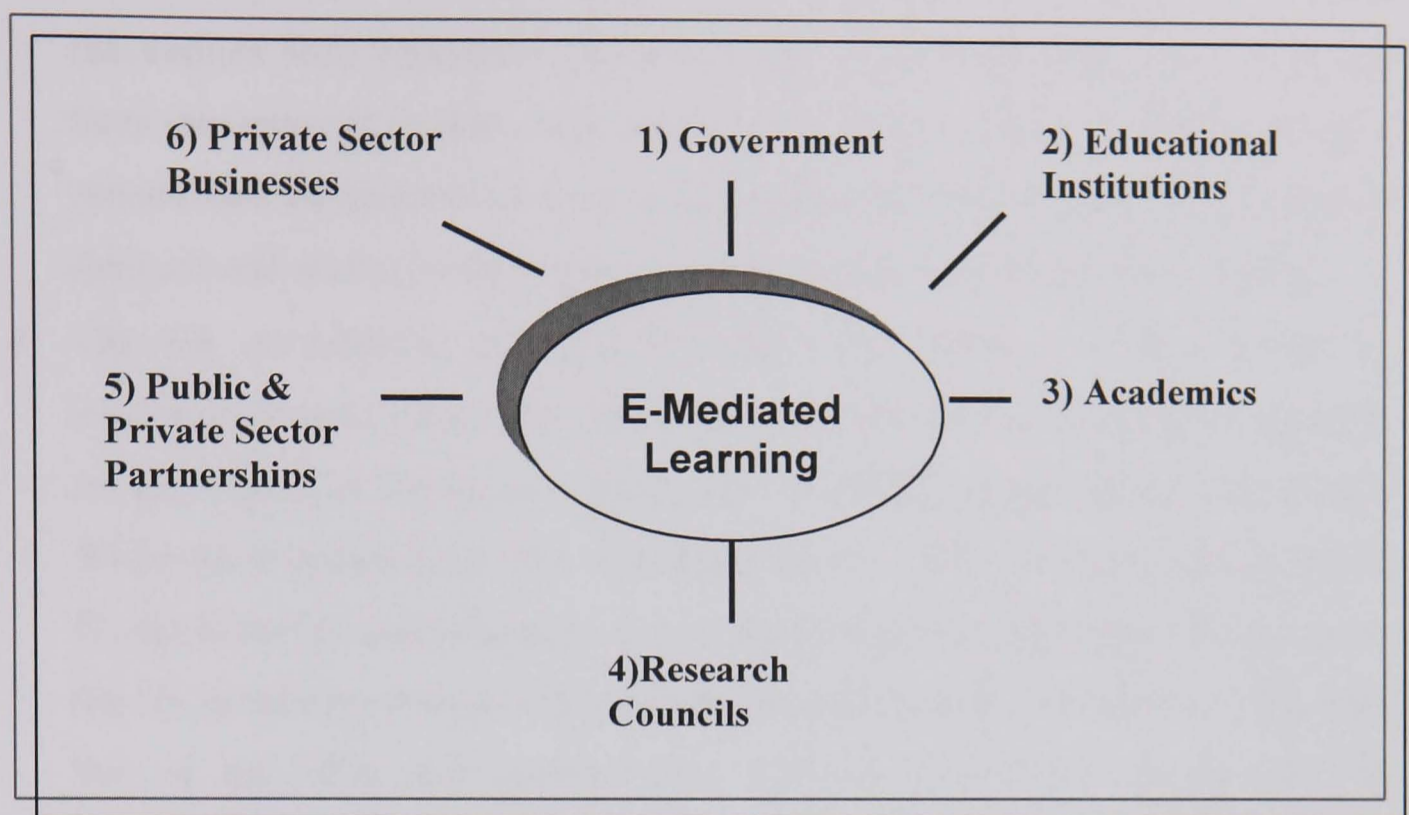 6) Private Sector
Businesses
1) Government
2) Educational
Institutions
5) Public &
Private Sector
Partnerships
E-Mediated
Learning
3) Academics
4)Research
Councils